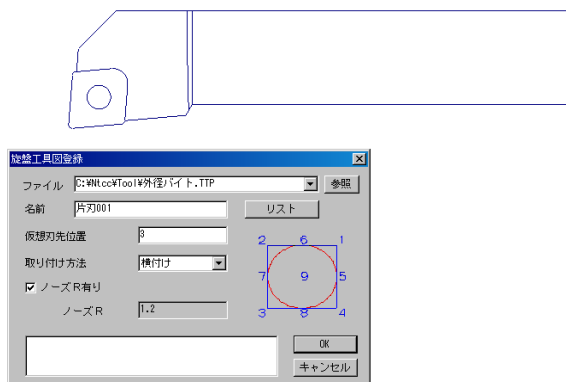 旋盤工具図登録
ファイル C:¥Ntcc¥Tool¥外径バイト.TTP 参照
名前 片刃001 リスト
仮想刃先位置 3
取り付け方法 横付け
ノーズR有り
ノーズR 1.2
2 6 1
7 9 5
3 8 4
OK
キャンセル